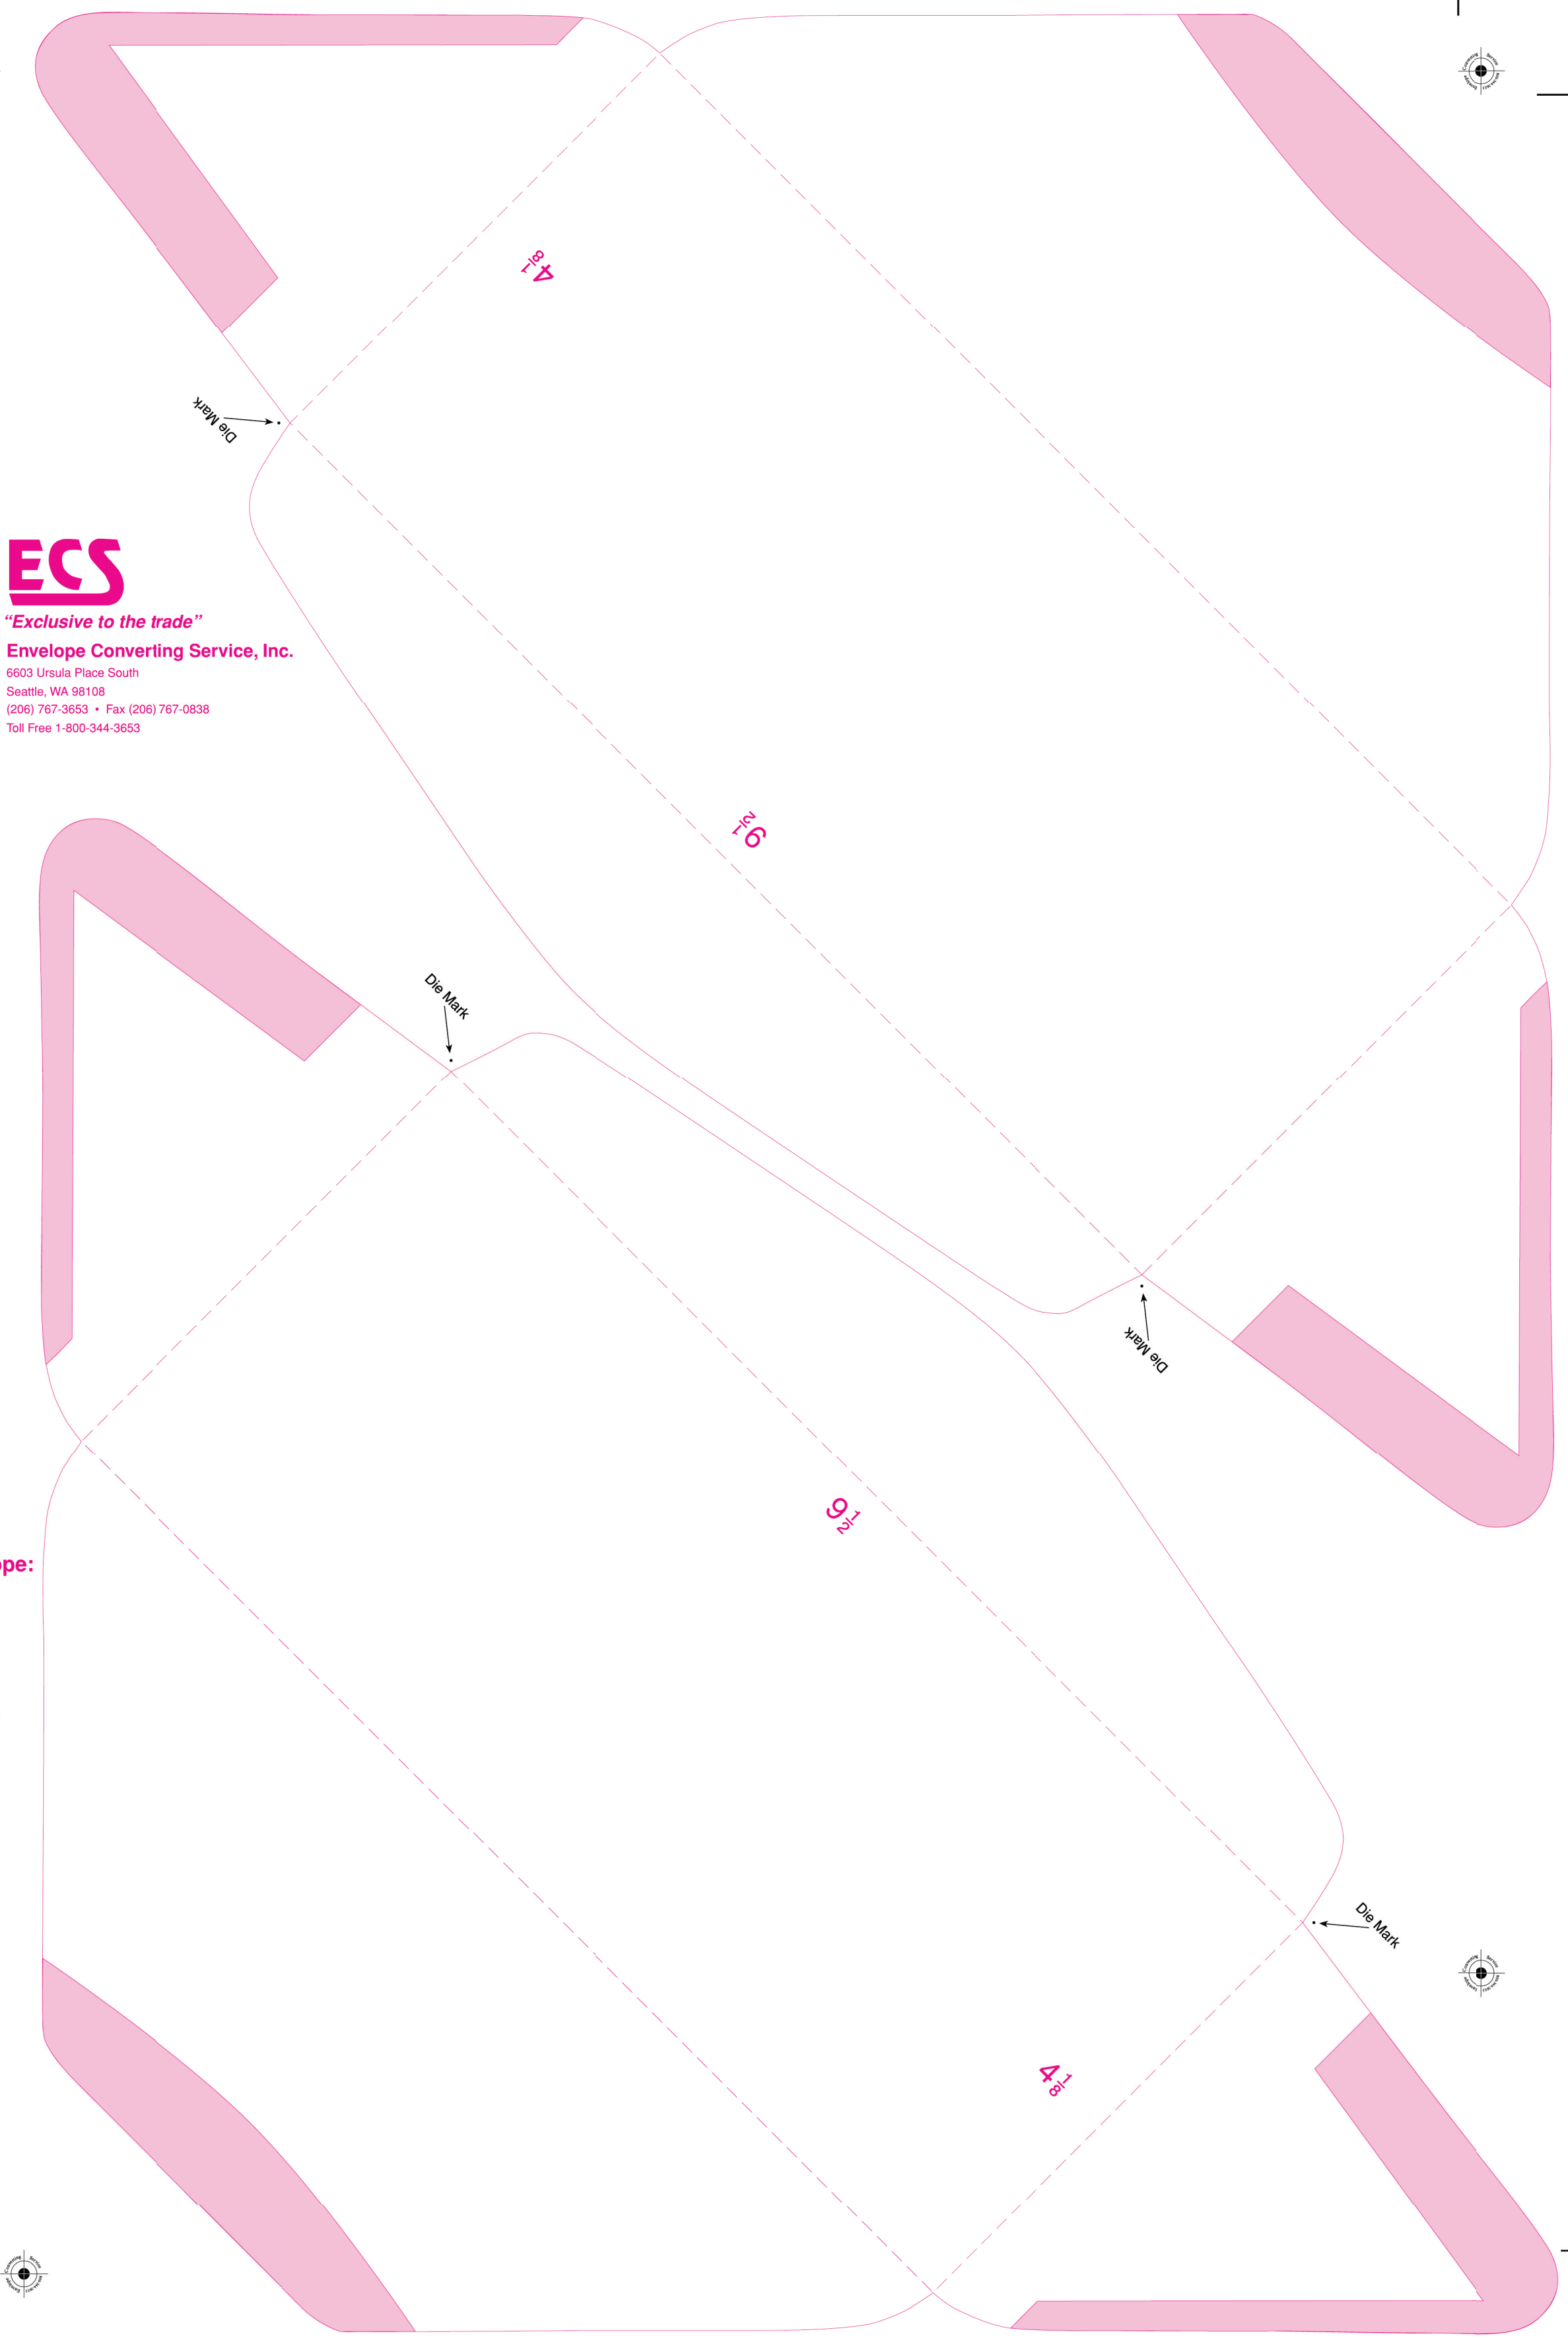 4 1/8
Die Mark
ECS
“Exclusive to the trade”
Envelope Converting Service, Inc.
6603 Ursula Place South
Seattle, WA 98108
(206) 767-3653 • Fax (206) 767-0838
Toll Free 1-800-344-3653
9 1/2
Die Mark
Die Mark
9 1/2
ope:
Die Mark
4 1/8